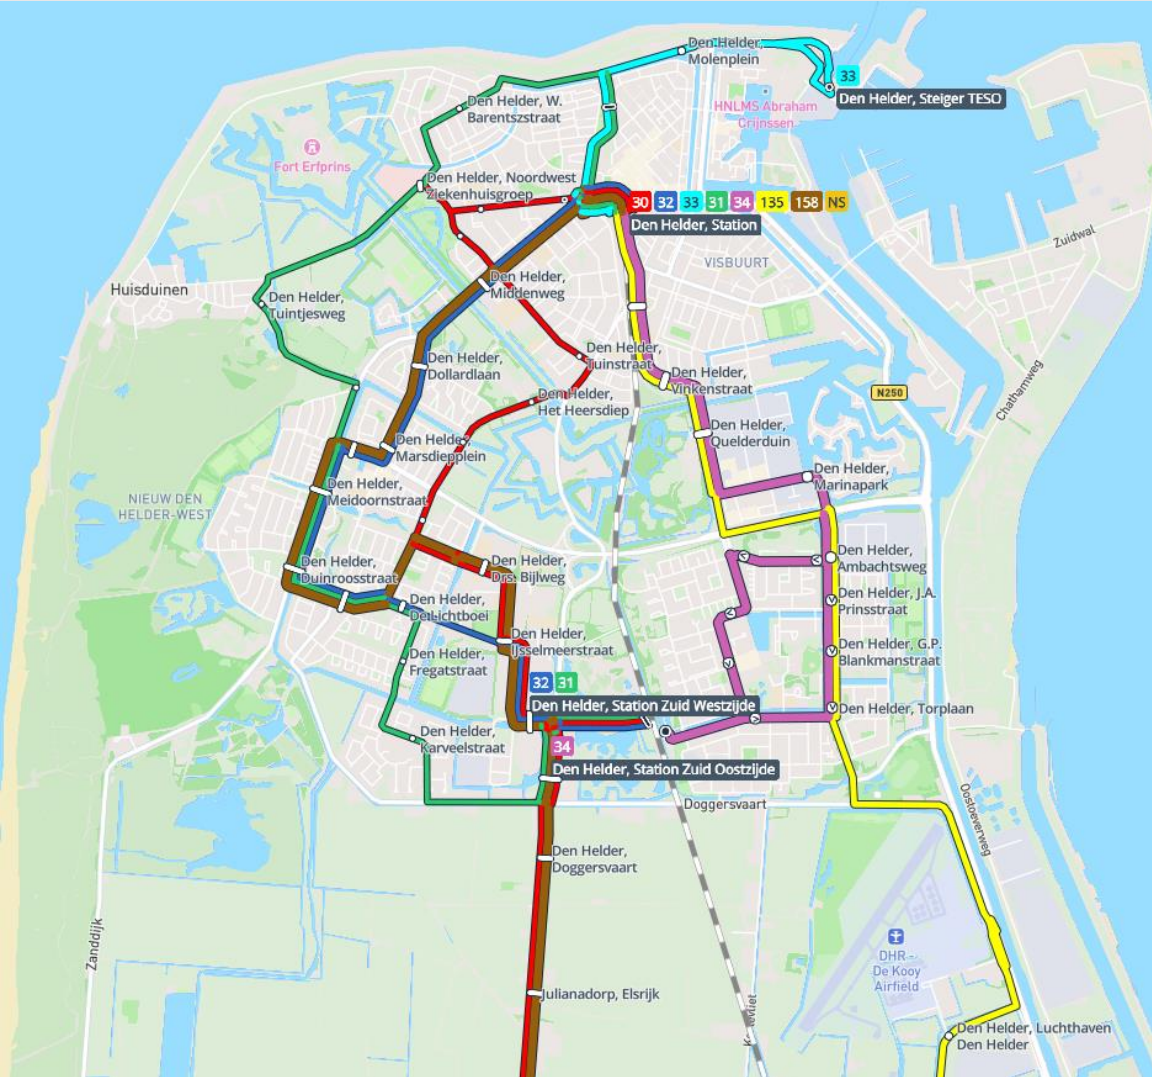 Den Helder,
Molenplein
33
Den Helder, Steiger TESO
HNLMS Abraham
Crijnssen
Den Helder, W.
Barentszstraat
Fort Erfprins
Den Helder, Noordwest
Ziekenhuisgroep
30 32 33 31 34 135 158 NS
Den Helder, Station
Zuidwal
VISBUURT
Huisduinen
Den Helder,
Tuintjesweg
Den Helder,
Middenweg
Den Helder,
Dollardlaan
Den Helder,
Tuinstraat
Den Helder,
Het Heersdiep
Den Helder,
Vinkenstraat
N250
Chathamweg
Den Helder,
Quelderduin
Den Helder,
Marsdiepplein
Den Helder,
Marinapark
Den Helder,
Meidoornstraat
NIEUW DEN
HELDER-WEST
Den Helder,
Duinroosstraat
Den Helder,
Drs. Bijlweg
Den Helder,
Ambachtsweg
Den Helder, J.A.
Prinsstraat
Den Helder,
De Lichtboei
Den Helder,
IJsselmeerstraat
Den Helder, G.P.
Blankmanstraat
Den Helder,
Fregatstraat
32 31
Den Helder, Station Zuid Westzijde
Den Helder, Torplaan
Den Helder,
Karveelstraat
34
Den Helder, Station Zuid Oostzijde
Doggersvaart
Oostoeverweg
Den Helder,
Doggersvaart
Zanddijk
DHR -
De Kooy
Airfield
Julianadorp, Elsrijk
Den Helder, Luchthaven
Den Helder